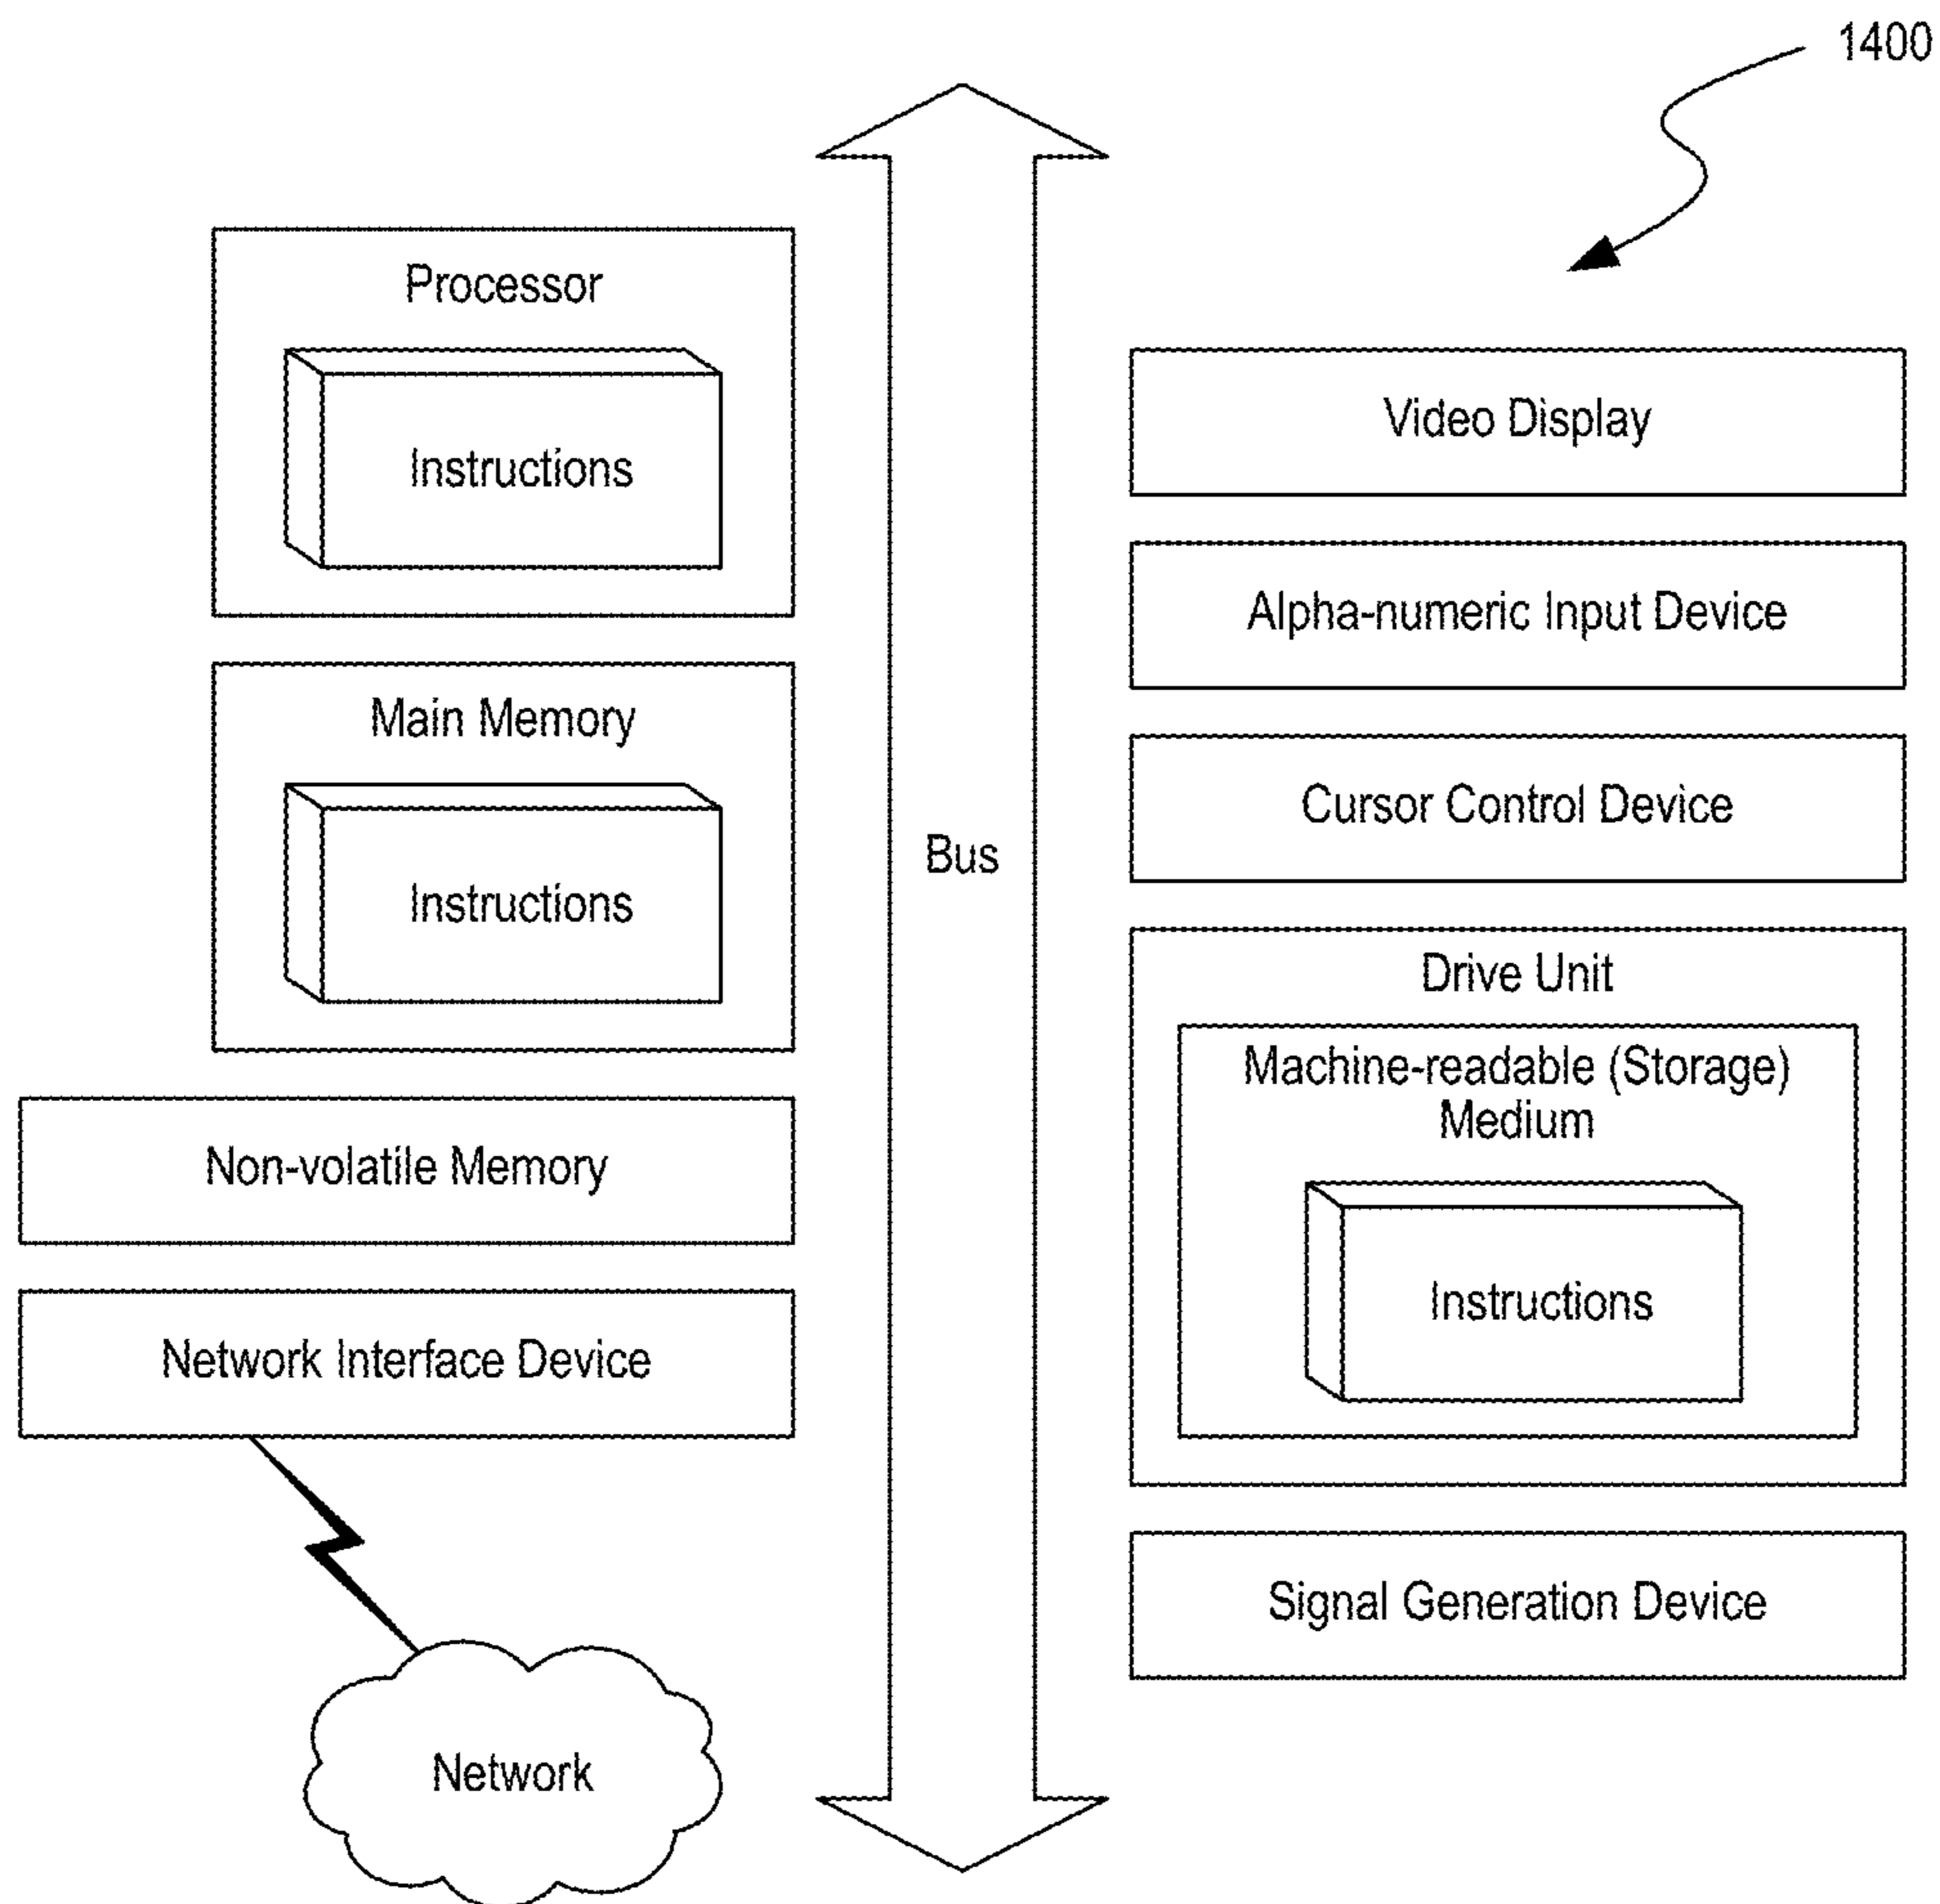 1400
Processor
Instructions
Main Memory
Instructions
Non-volatile Memory
Network Interface Device
Network
Bus
Video Display
Alpha-numeric Input Device
Cursor Control Device
Drive Unit
Machine-readable (Storage)
Medium
Instructions
Signal Generation Device